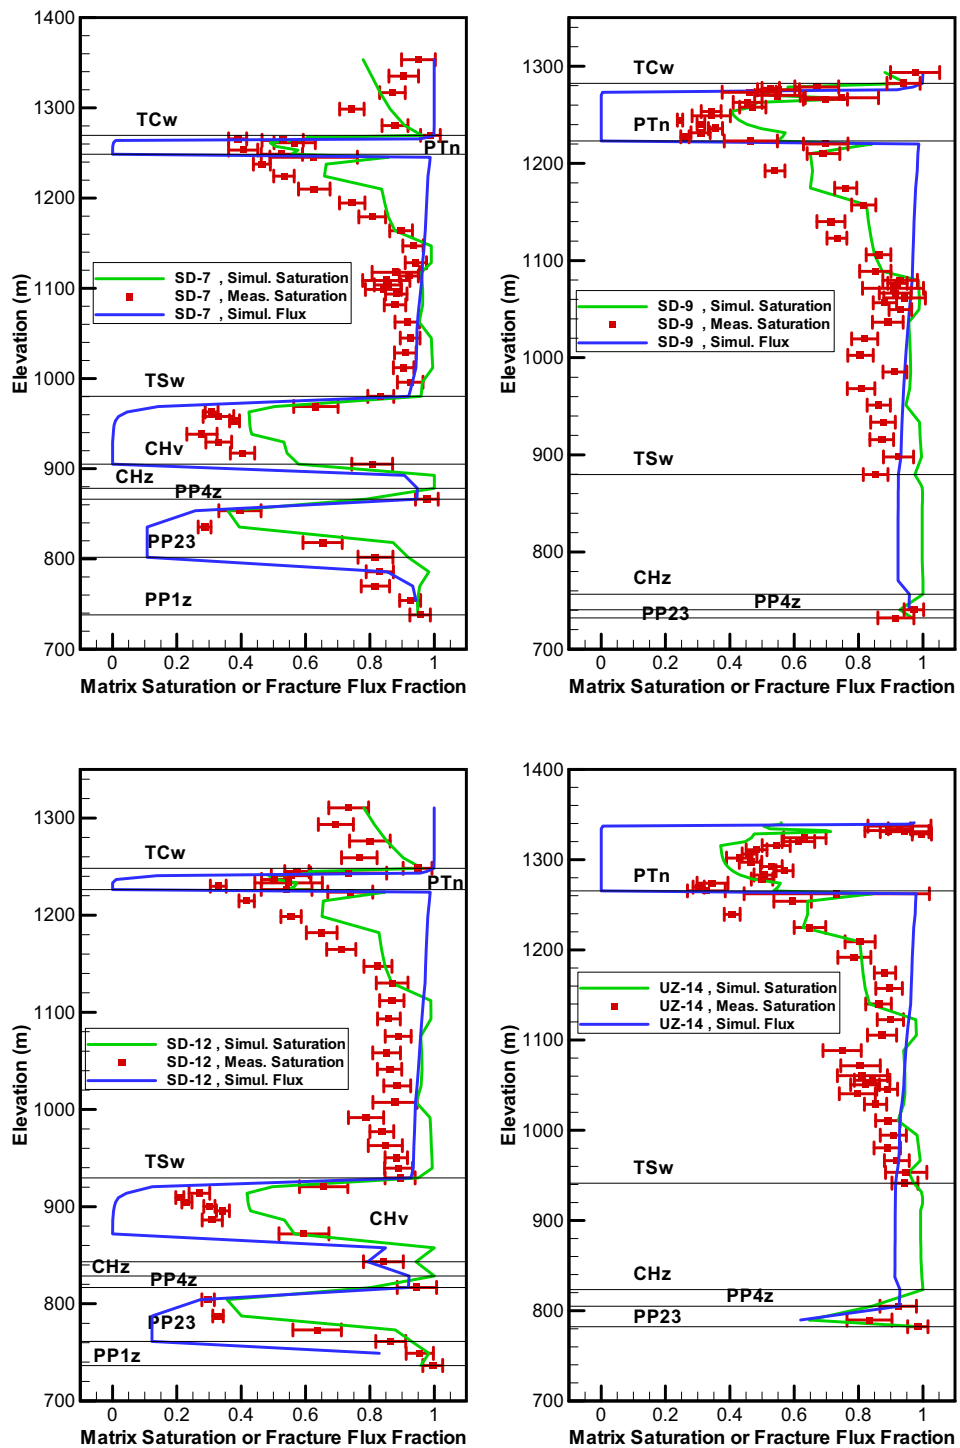 1400
1300
1200
1100
1000
900
800
700
Elevation (m)
TCw
PTn
SD-7 , Simul. Saturation
SD-7 , Meas. Saturation
SD-7 , Simul. Flux
TSw
CHv
CHz
PP4z
PP23
PP1z
0 0.2 0.4 0.6 0.8 1
Matrix Saturation or Fracture Flux Fraction
1300
1200
1100
1000
900
800
700
Elevation (m)
TCw
PTn
SD-9 , Simul. Saturation
SD-9 , Meas. Saturation
SD-9 , Simul. Flux
TSw
CHz
PP4z
PP23
0 0.2 0.4 0.6 0.8 1
Matrix Saturation or Fracture Flux Fraction
1300
1200
1100
1000
900
800
700
Elevation (m)
TCw
PTn
SD-12 , Simul. Saturation
SD-12 , Meas. Saturation
SD-12 , Simul. Flux
TSw
CHv
CHz
PP4z
PP23
PP1z
0 0.2 0.4 0.6 0.8 1
Matrix Saturation or Fracture Flux Fraction
1400
1300
1200
1100
1000
900
800
700
Elevation (m)
PTn
UZ-14 , Simul. Saturation
UZ-14 , Meas. Saturation
UZ-14 , Simul. Flux
TSw
CHz
PP4z
PP23
0 0.2 0.4 0.6 0.8 1
Matrix Saturation or Fracture Flux Fraction